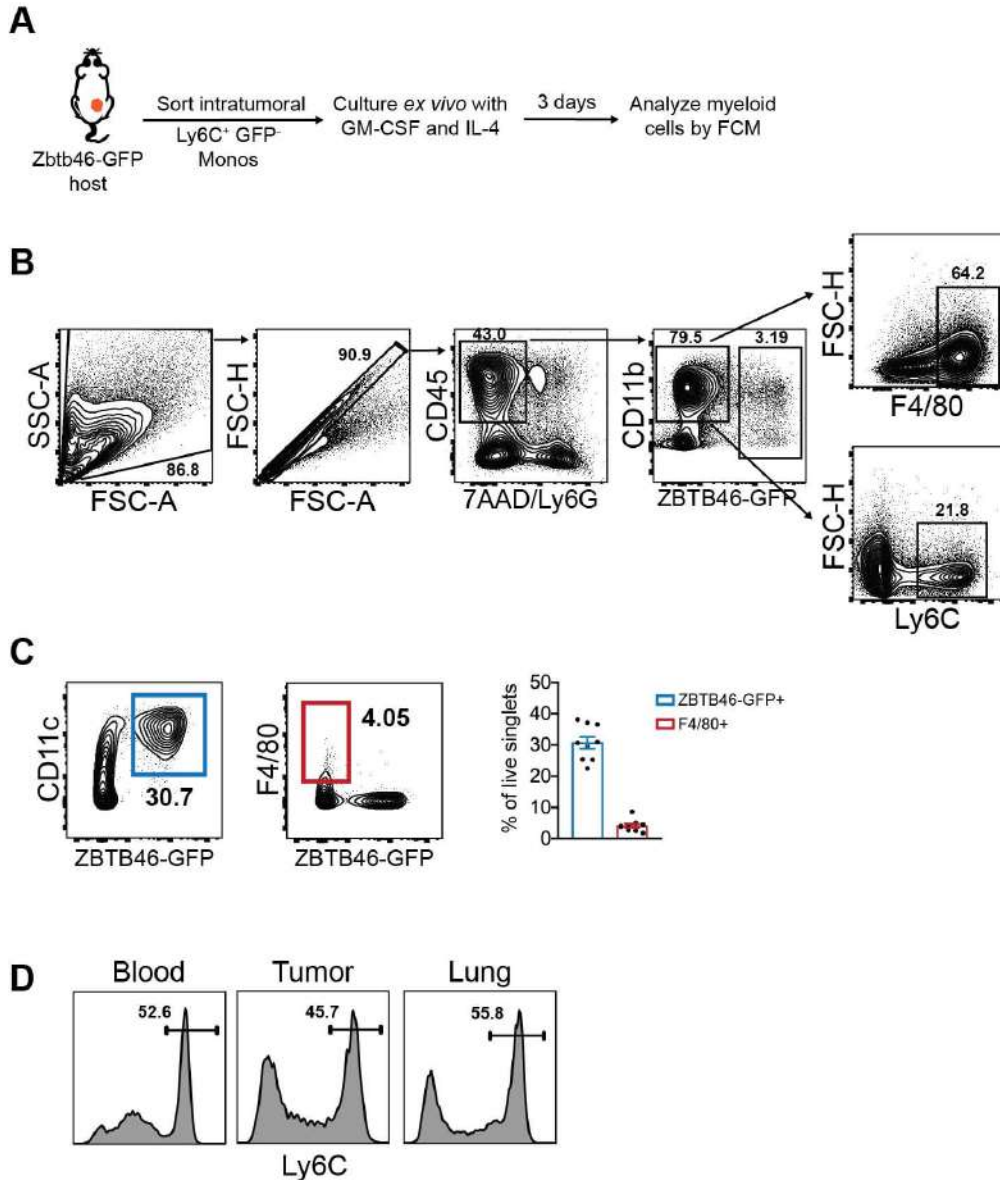 A
Zbtb46-GFP
host
Sort intratumoral
Ly6C⁺ GFP⁻
Monos
Culture ex vivo with
GM-CSF and IL-4
3 days
Analyze myeloid
cells by FCM
B
SSC-A
86.8
FSC-A
FSC-H
90.9
FSC-A
CD45
43.0
7AAD/Ly6G
CD11b
79.5
3.19
ZBTB46-GFP
FSC-H
64.2
F4/80
FSC-H
21.8
Ly6C
C
CD11c
30.7
ZBTB46-GFP
F4/80
4.05
ZBTB46-GFP
% of live singlets
50
40
30
20
10
0
ZBTB46-GFP+
F4/80+
D
Blood
52.6
Tumor
45.7
Lung
55.8
Ly6C